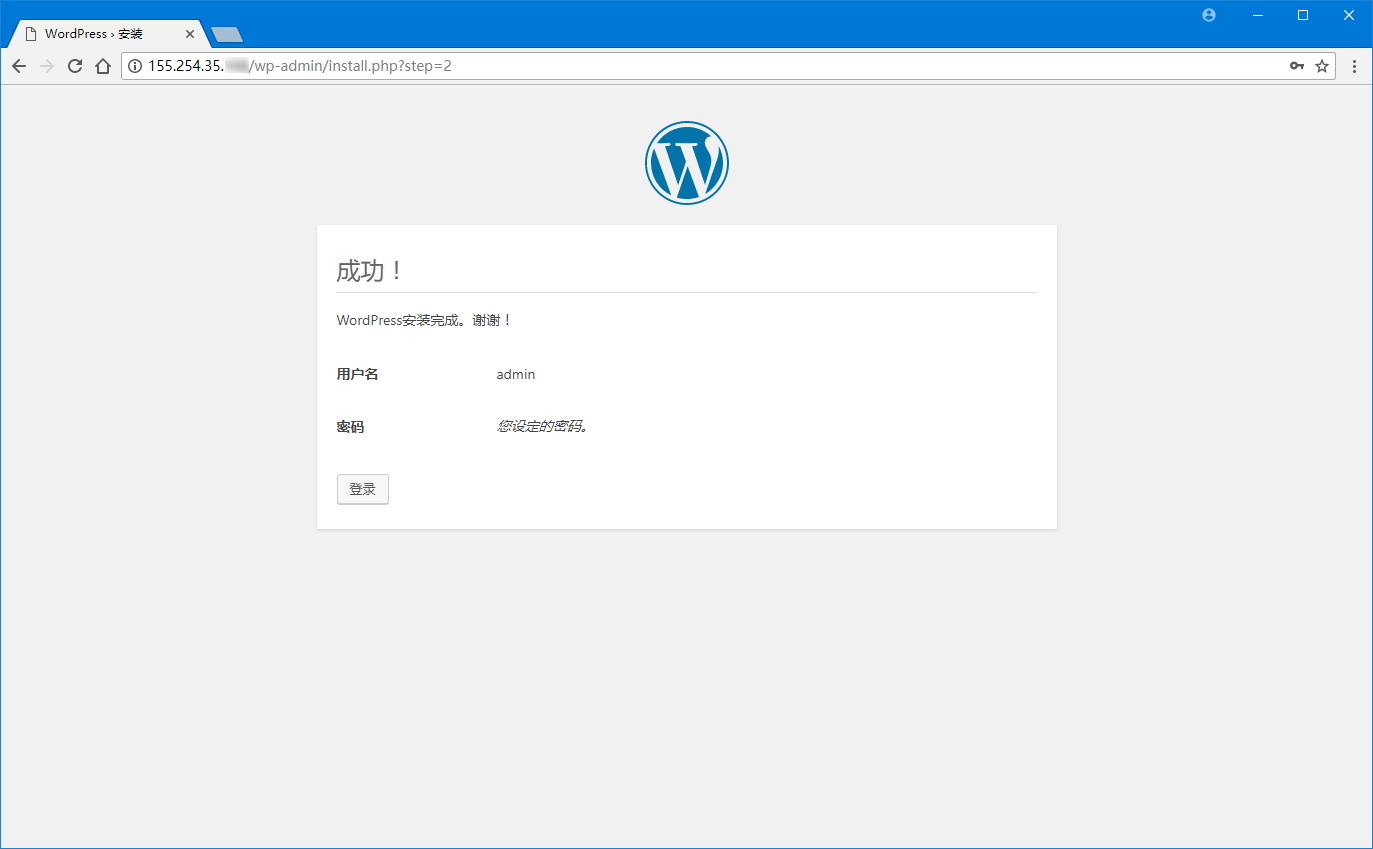 WordPress › 安装
155.254.35. /wp-admin/install.php?step=2
成功！
WordPress安装完成。谢谢！
用户名 admin
密码 您设定的密码。
登录